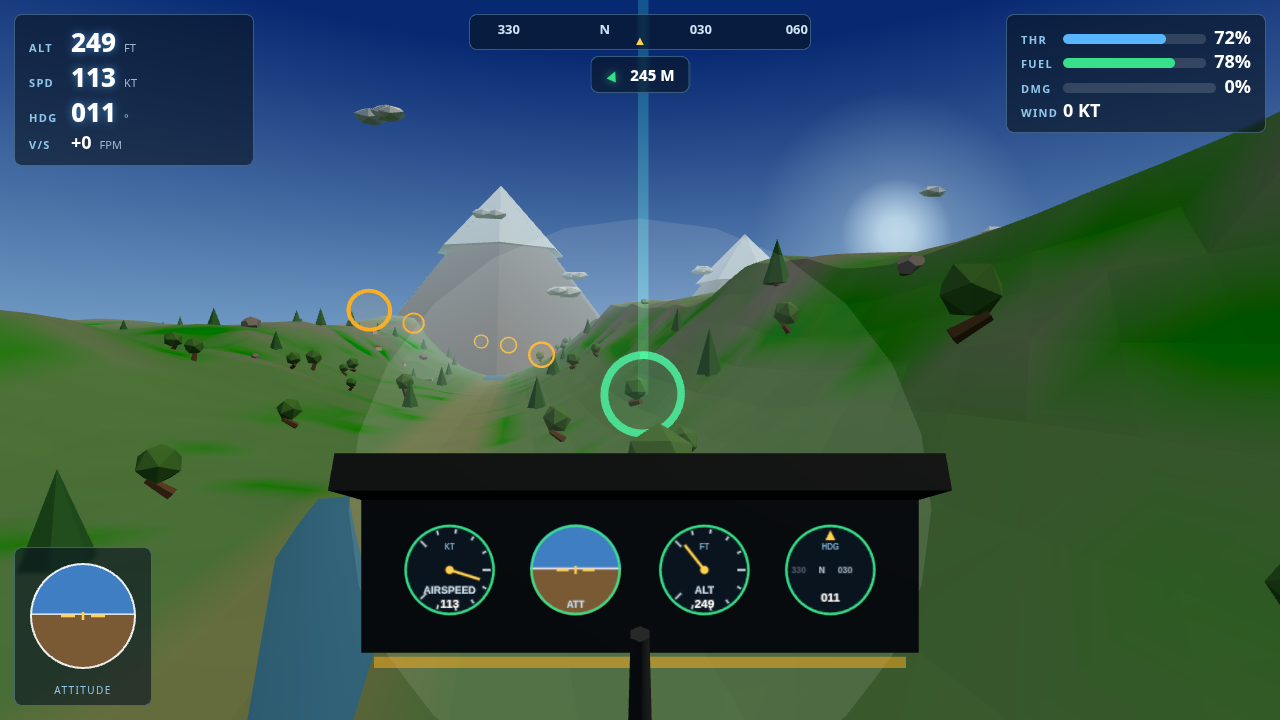 ALT 249 FT
SPD 113 KT
HDG 011 °
V/S +0 FPM
330 N 030 060
245 M
THR 72%
FUEL 78%
DMG 0%
WIND 0 KT
KT
AIRSPEED
113
ATT
FT
ALT
249
HDG
330 N 030
011
ATTITUDE